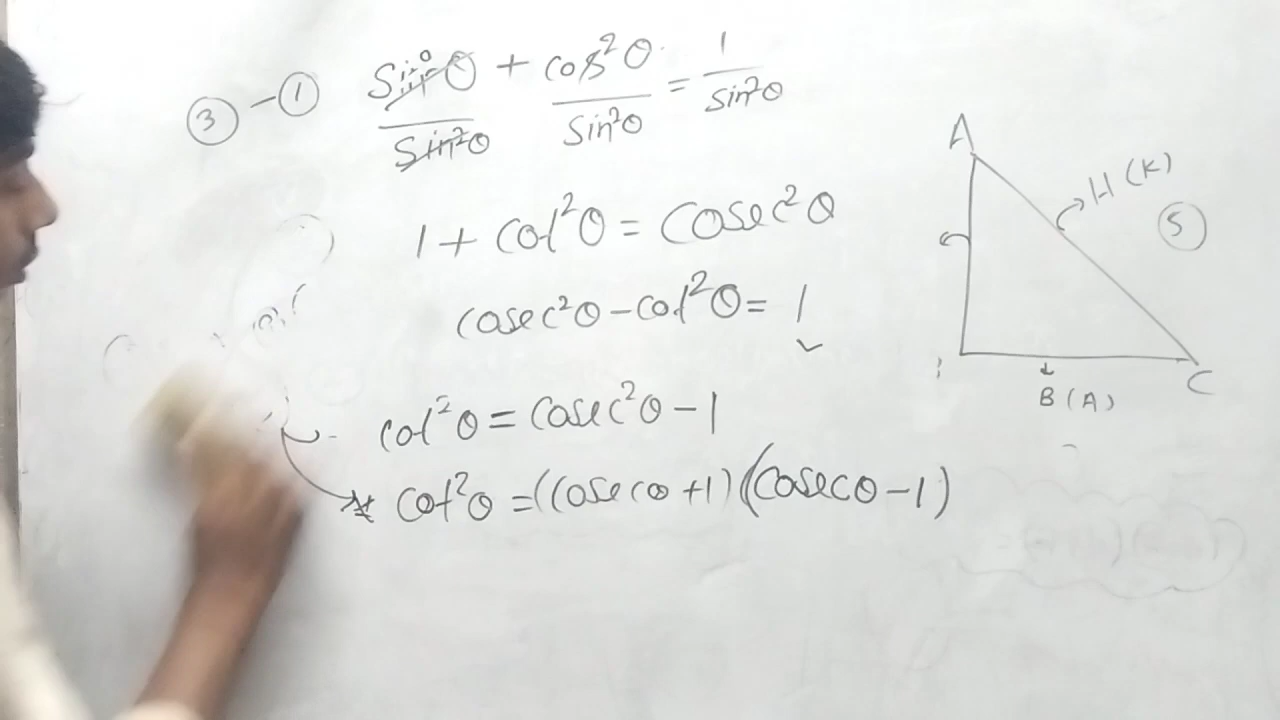 ③ - ① Sin²θ/Sin²θ + cos²θ/Sin²θ = 1/Sin²θ
1 + cot²θ = Cosec²θ
Cosec²θ - cot²θ = 1
cot²θ = Cosec²θ - 1
* cot²θ = (Cosecθ + 1)(Cosecθ - 1)
A
H (K)
⑤
B (A)
C